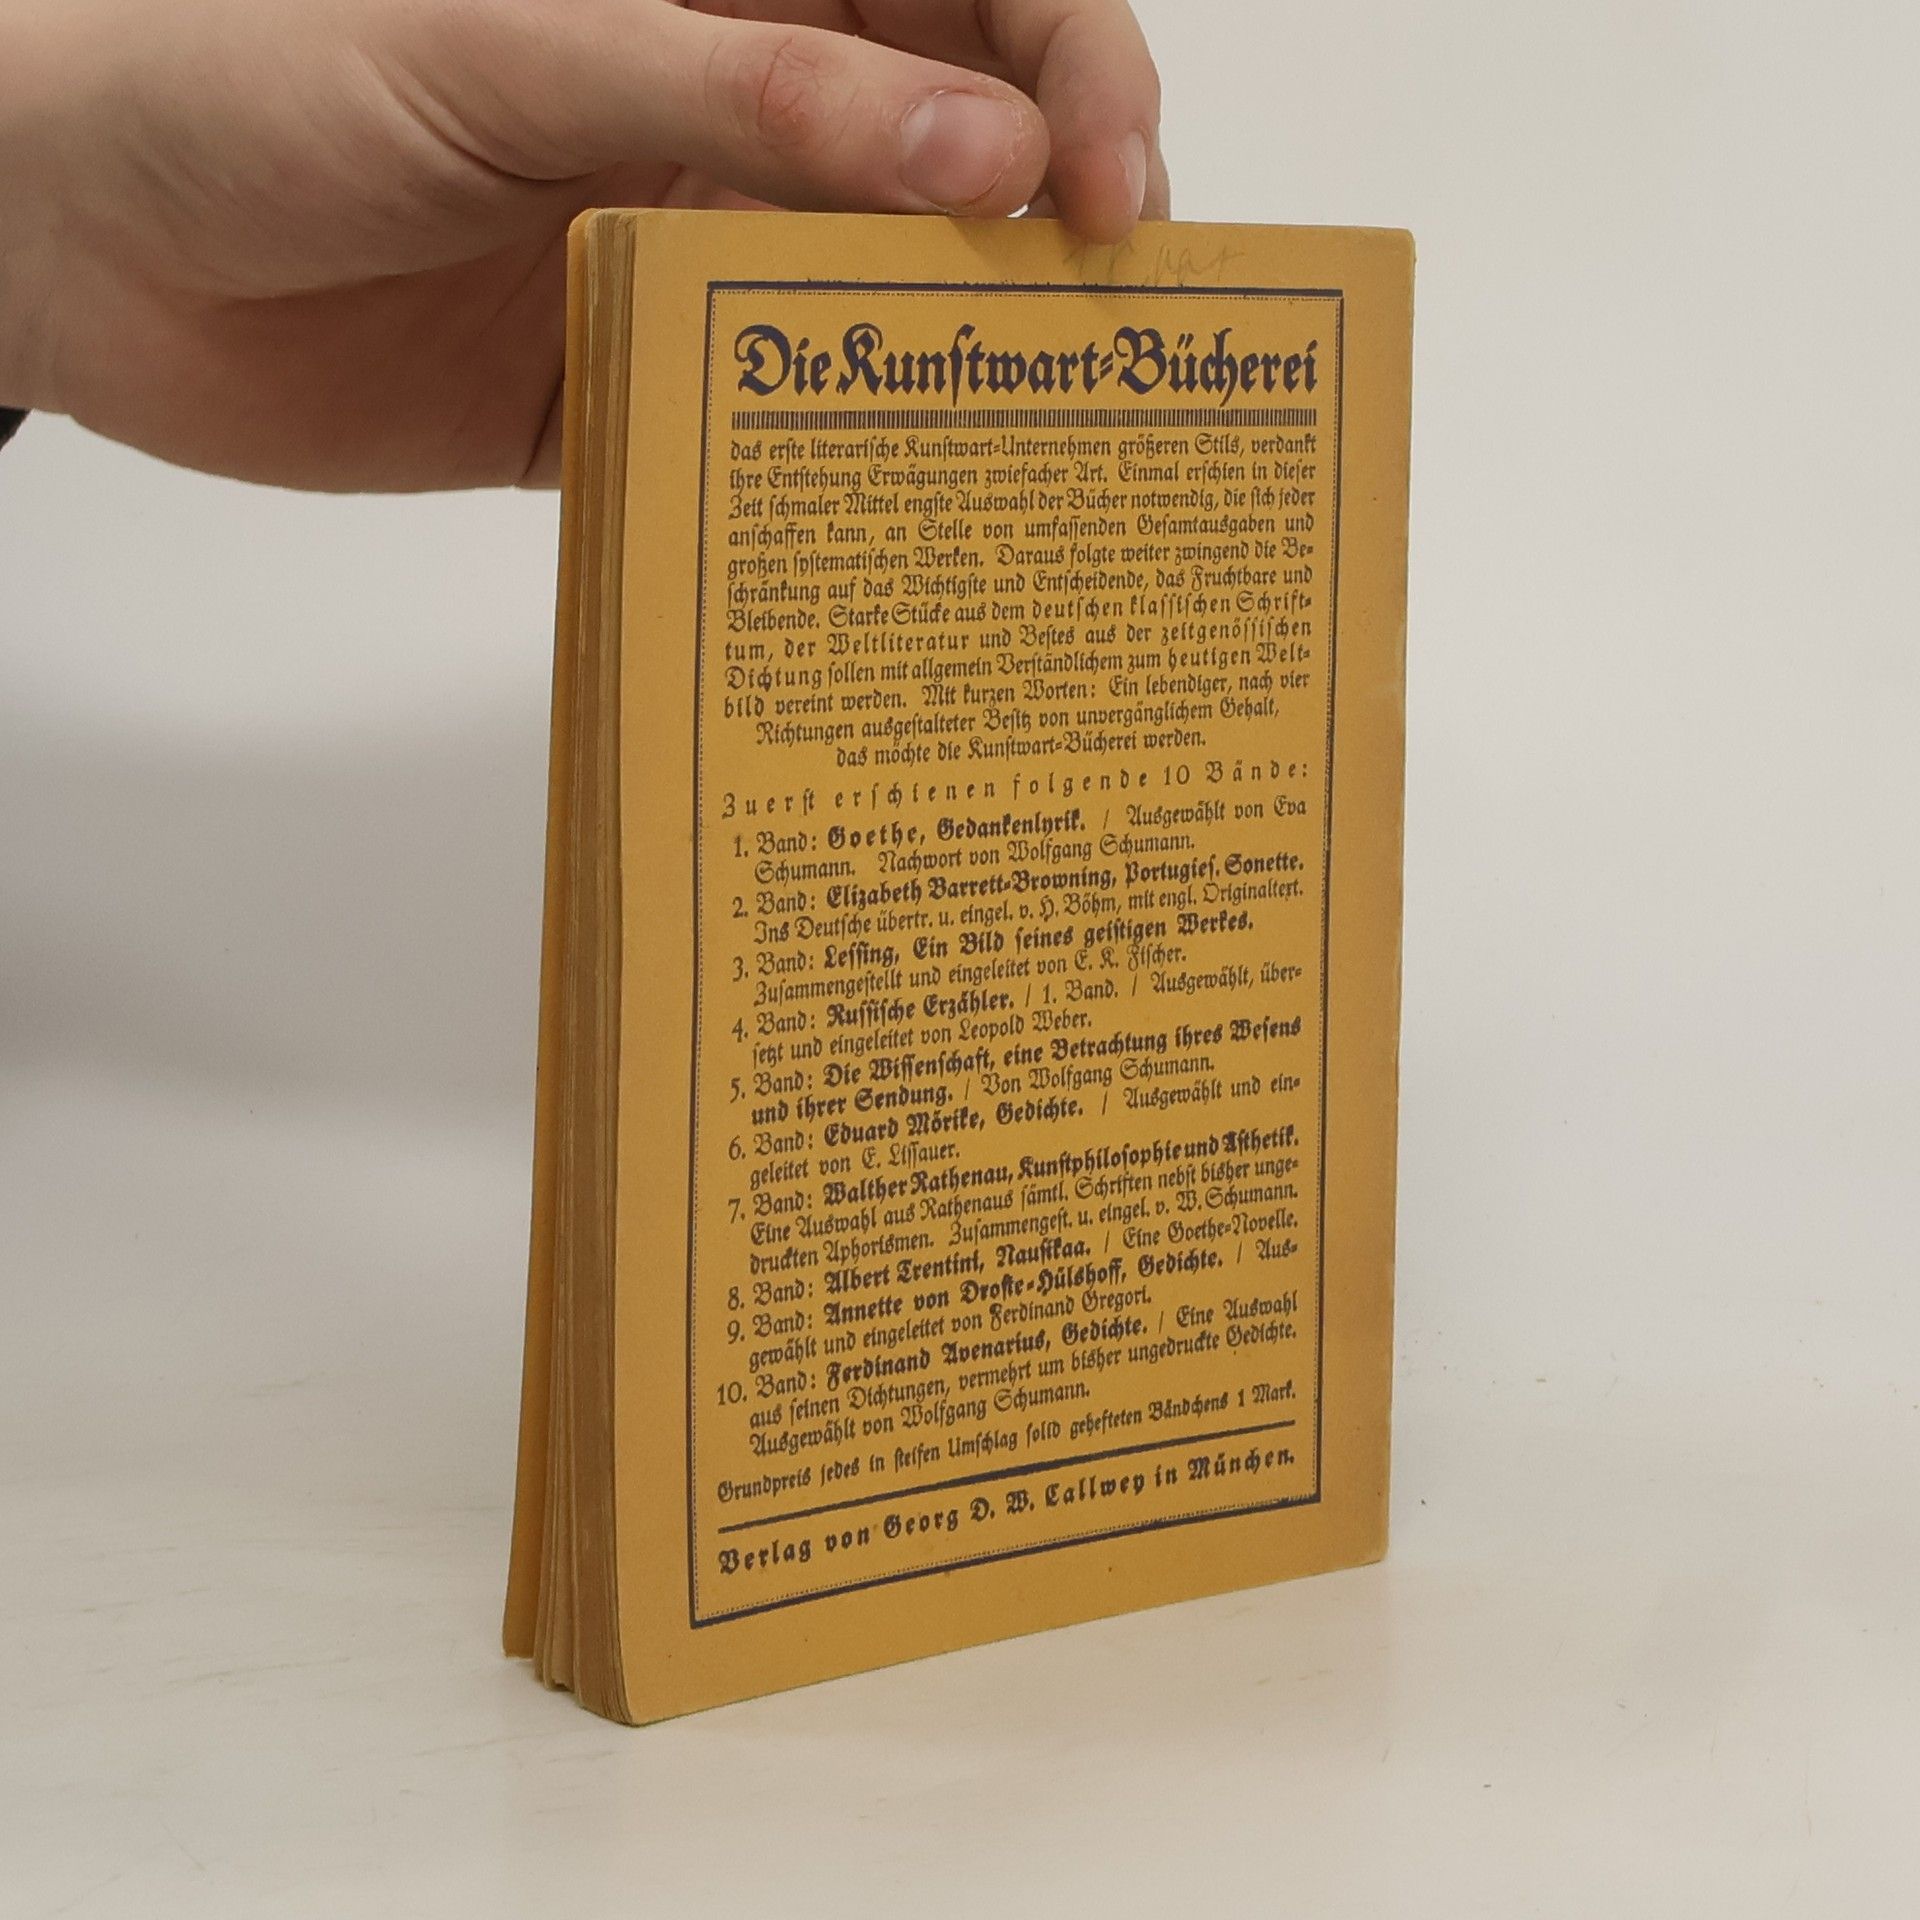 Die Kunſtwart-Bücherei
das erſte literariſche Kunſtwart-Unternehmen größeren Stils, verdankt
ihre Entſtehung Erwägungen zwiefacher Art. Einmal erſchien in dieſer
Zeit ſchmaler Mittel engſte Auswahl der Bücher notwendig, die ſich jeder
anſchaffen kann, an Stelle von umfaſſenden Geſamtausgaben und
großen ſyſtematiſchen Werken. Daraus folgte weiter zwingend die Be-
ſchränkung auf das Wichtigſte und Entſcheidende, das Fruchtbare und
Bleibende. Starke Stücke aus dem deutſchen klaſſiſchen Schrift-
tum, der Weltliteratur und Beſtes aus der zeitgenöſſiſchen
Dichtung ſollen mit allgemein Verſtändlichem zum heutigen Welt-
bild vereint werden. Mit kurzen Worten: Ein lebendiger, nach vier
Richtungen ausgeſtalteter Beſitz von unvergänglichem Gehalt,
das möchte die Kunſtwart-Bücherei werden.
Zuerſt erſchienen folgende 10 Bände:
1. Band: Goethe, Gedankenlyrik. / Ausgewählt von Eva
Schumann. Nachwort von Wolfgang Schumann.
2. Band: Elizabeth Barrett-Browning, Portugieſ. Sonette.
Ins Deutſche übertr. u. eingel. v. H. Böhm, mit engl. Originaltext.
3. Band: Leſſing, Ein Bild ſeines geiſtigen Werkes.
Zuſammengeſtellt und eingeleitet von E. K. Fiſcher.
4. Band: Ruſſiſche Erzähler. / 1. Band. / Ausgewählt, über-
ſetzt und eingeleitet von Leopold Weber.
5. Band: Die Wiſſenſchaft, eine Betrachtung ihres Weſens
und ihrer Sendung. / Von Wolfgang Schumann.
6. Band: Eduard Mörike, Gedichte. / Ausgewählt und ein-
geleitet von E. Liſſauer.
7. Band: Walther Rathenau, Kunſtphiloſophie und Äſthetik.
Eine Auswahl aus Rathenaus ſämtl. Schriften nebſt bisher unge-
druckten Aphorismen. Zuſammengeſt. u. eingel. v. W. Schumann.
8. Band: Albert Trentini, Nauſikaa. / Eine Goethe-Novelle.
9. Band: Annette von Droſte-Hülshoff, Gedichte. / Aus-
gewählt und eingeleitet von Ferdinand Gregori.
10. Band: Ferdinand Avenarius, Gedichte. / Eine Auswahl
aus ſeinen Dichtungen, vermehrt um bisher ungedruckte Gedichte.
Ausgewählt von Wolfgang Schumann.
Grundpreis jedes in ſteifen Umſchlag ſolid gehefteten Bändchens 1 Mark.
Verlag von Georg D. W. Callwey in München.